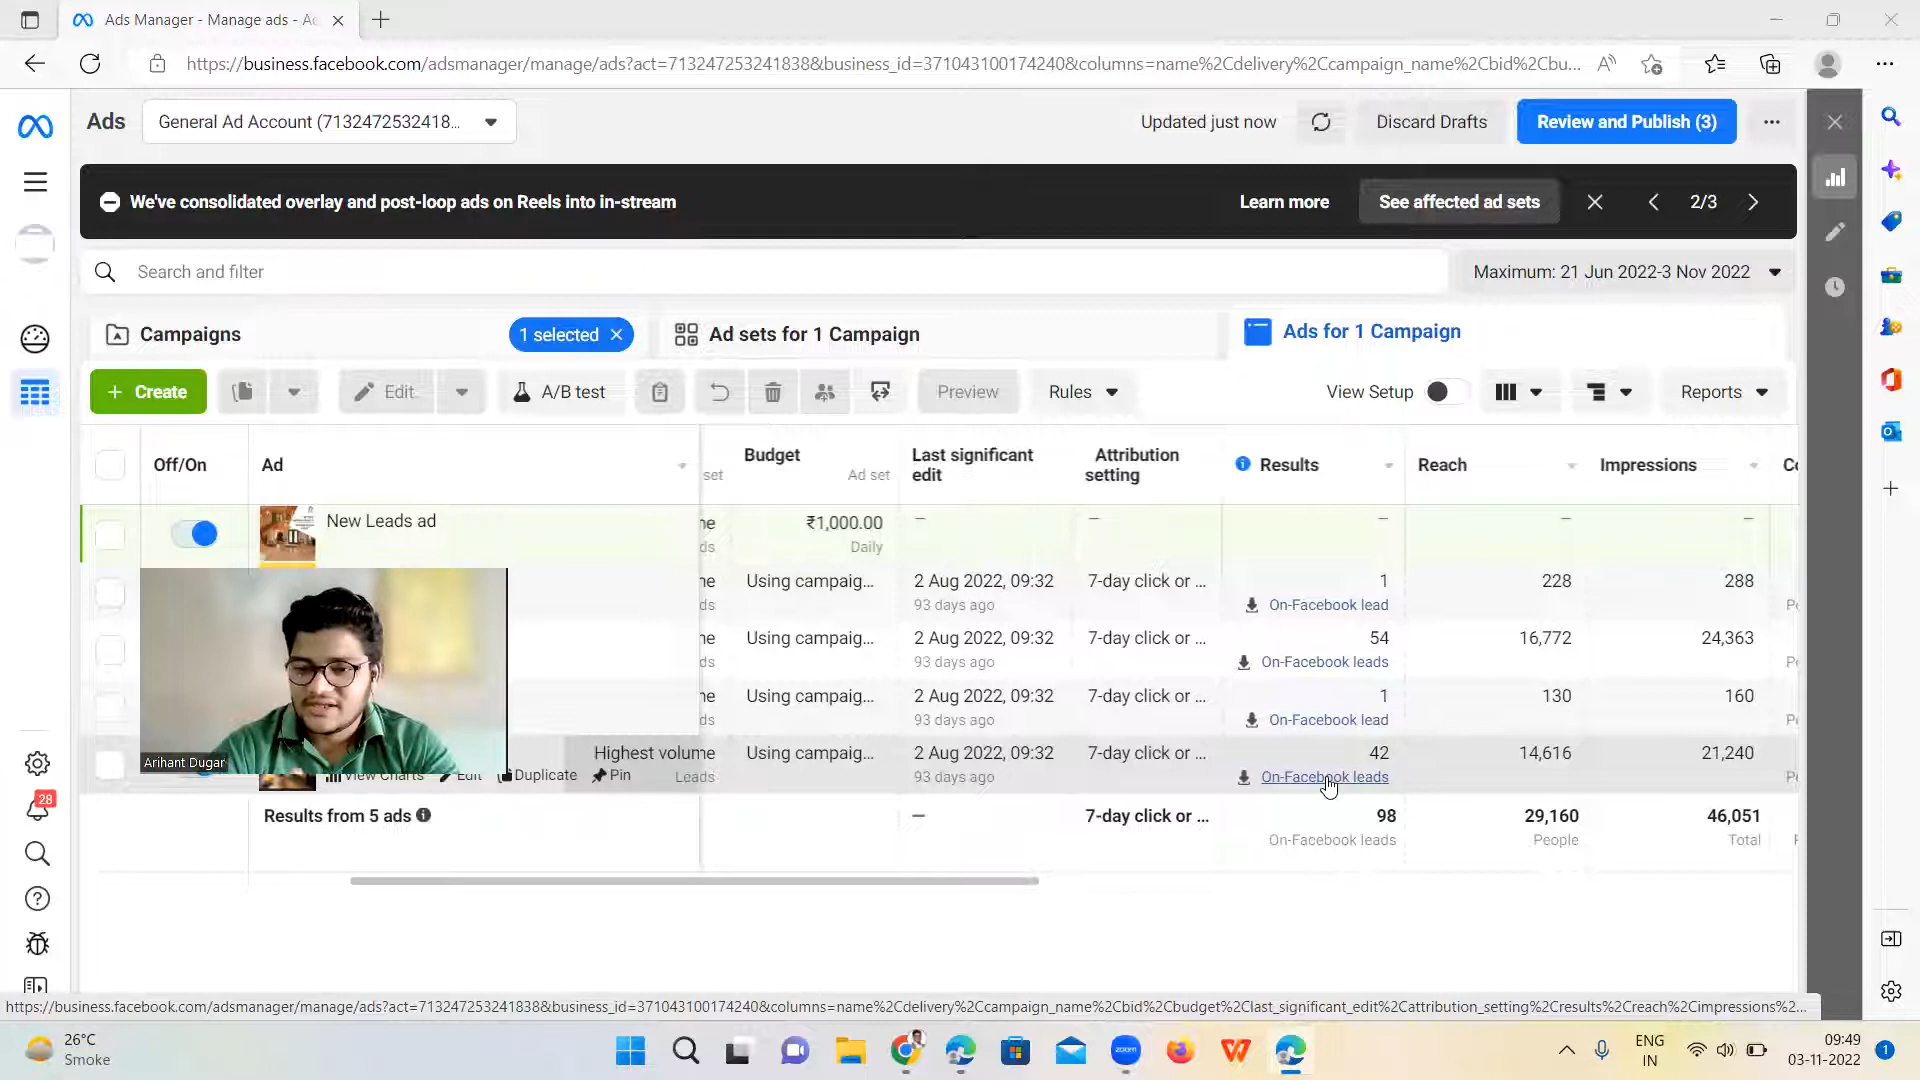 Ads Manager - Manage ads - Ac
https://business.facebook.com/adsmanager/manage/ads?act=713247253241838&business_id=371043100174240&columns=name%2Cdelivery%2Ccampaign_name%2Cbid%2Cbu...
Ads
General Ad Account (7132472532418...
Updated just now
Discard Drafts
Review and Publish (3)
We've consolidated overlay and post-loop ads on Reels into in-stream
Learn more
See affected ad sets
2/3
Search and filter
Maximum: 21 Jun 2022-3 Nov 2022
Campaigns
1 selected
Ad sets for 1 Campaign
Ads for 1 Campaign
+ Create
Edit
A/B test
Preview
Rules
View Setup
Reports
Off/On
Ad
set
Budget
Ad set
Last significant
edit
Attribution
setting
Results
Reach
Impressions
New Leads ad
ne
₹1,000.00
—
—
—
—
—
ds
Daily
ne
Using campaig...
2 Aug 2022, 09:32
7-day click or ...
1
228
288
ds
93 days ago
On-Facebook lead
ne
Using campaig...
2 Aug 2022, 09:32
7-day click or ...
54
16,772
24,363
ds
93 days ago
On-Facebook leads
ne
Using campaig...
2 Aug 2022, 09:32
7-day click or ...
1
130
160
ds
93 days ago
On-Facebook lead
Arihant Dugar
Highest volume
Using campaig...
2 Aug 2022, 09:32
7-day click or ...
42
14,616
21,240
View Charts
Edit
Duplicate
Pin
Leads
93 days ago
On-Facebook leads
Results from 5 ads
—
7-day click or ...
98
29,160
46,051
On-Facebook leads
People
Total
28
https://business.facebook.com/adsmanager/manage/ads?act=713247253241838&business_id=371043100174240&columns=name%2Cdelivery%2Ccampaign_name%2Cbid%2Cbudget%2Clast_significant_edit%2Cattribution_setting%2Cresults%2Creach%2Cimpressions%2...
26°C
Smoke
zoom
ENG
IN
09:49
03-11-2022
1